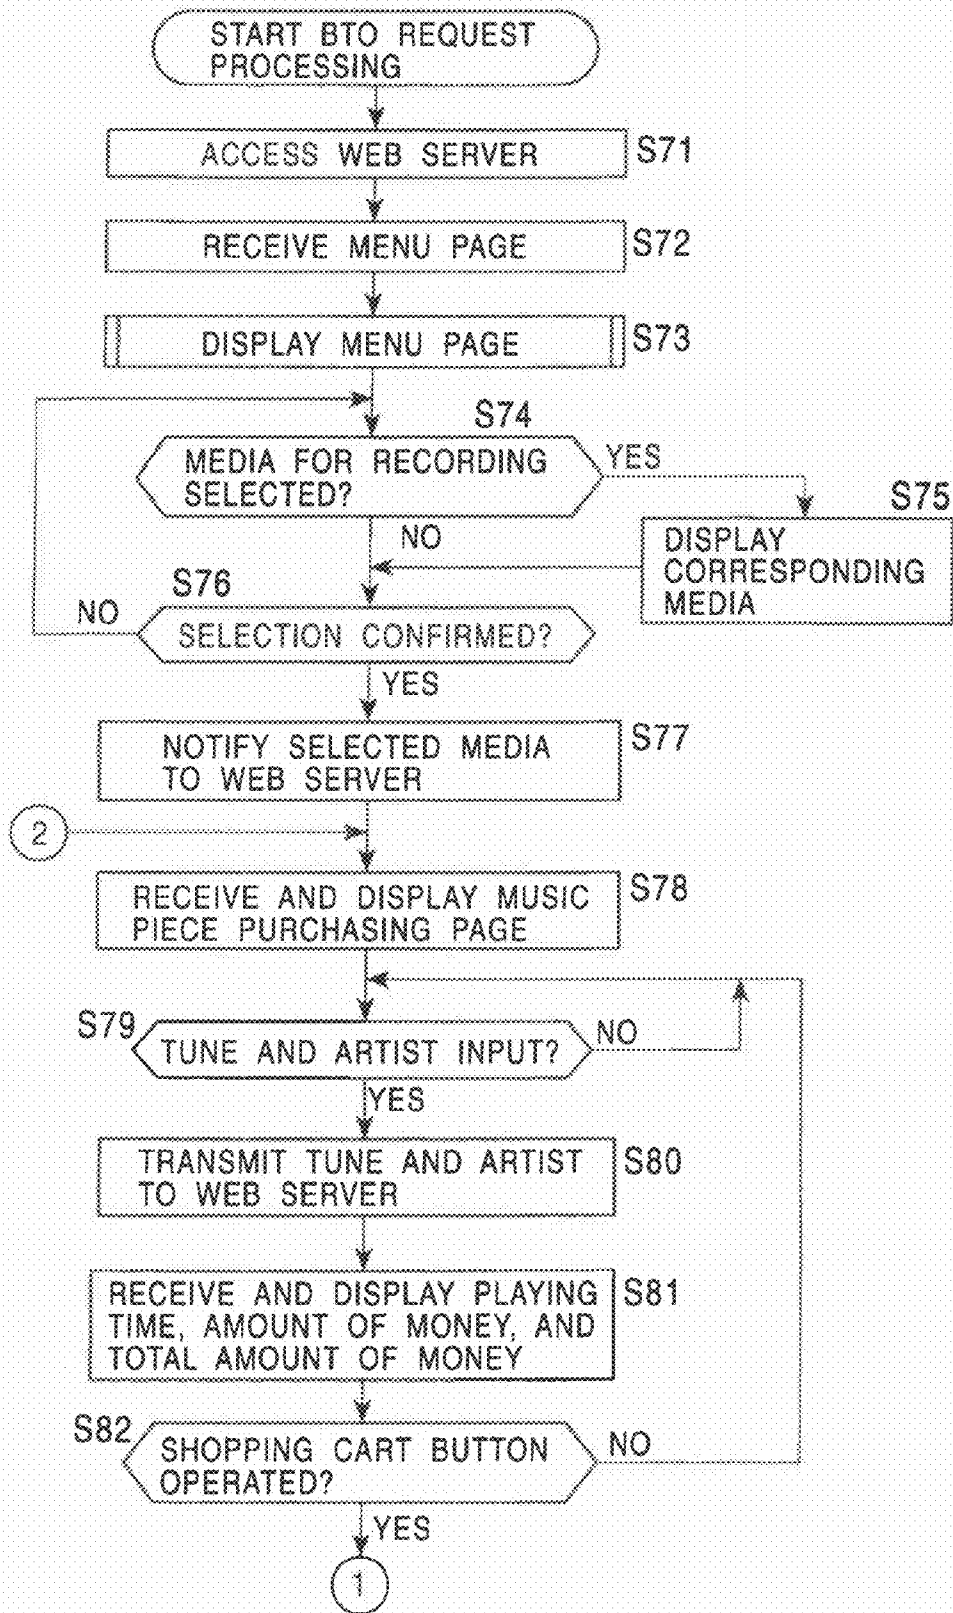 START BTO REQUEST
PROCESSING
ACCESS WEB SERVER
S71
RECEIVE MENU PAGE
S72
DISPLAY MENU PAGE
S73
S74
MEDIA FOR RECORDING
SELECTED?
YES
NO
S75
DISPLAY
CORRESPONDING
MEDIA
S76
NO
SELECTION CONFIRMED?
YES
NOTIFY SELECTED MEDIA
TO WEB SERVER
S77
2
RECEIVE AND DISPLAY MUSIC
PIECE PURCHASING PAGE
S78
S79
TUNE AND ARTIST INPUT?
NO
YES
TRANSMIT TUNE AND ARTIST
TO WEB SERVER
S80
RECEIVE AND DISPLAY PLAYING
TIME, AMOUNT OF MONEY, AND
TOTAL AMOUNT OF MONEY
S81
S82
SHOPPING CART BUTTON
OPERATED?
NO
YES
1